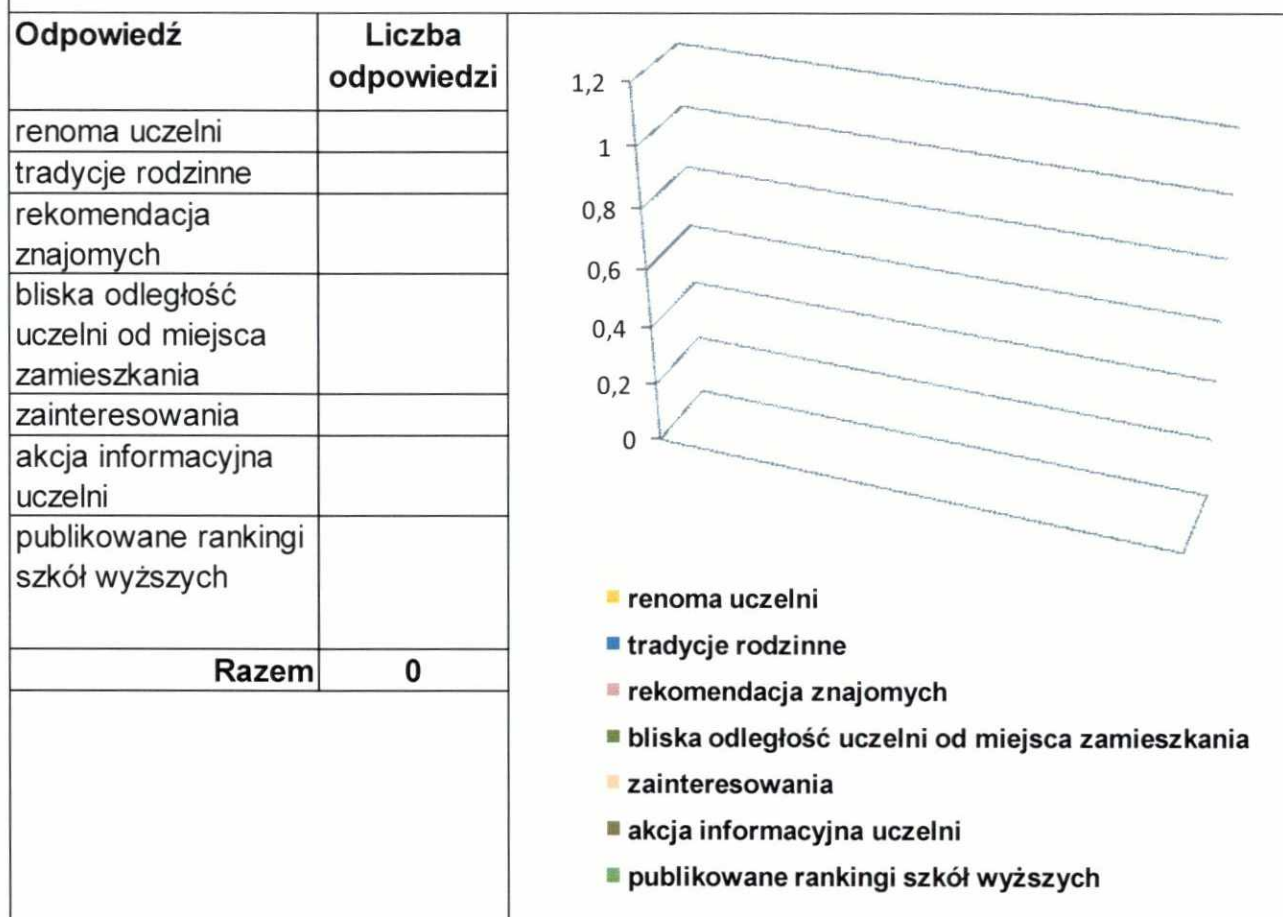 Odpowiedź
Liczba
odpowiedzi
renoma uczelni
tradycje rodzinne
rekomendacja
znajomych
bliska odległość
uczelni od miejsca
zamieszkania
zainteresowania
akcja informacyjna
uczelni
publikowane rankingi
szkół wyższych
Razem 0
1,2
1
0,8
0,6
0,4
0,2
0
renoma uczelni
tradycje rodzinne
rekomendacja znajomych
bliska odległość uczelni od miejsca zamieszkania
zainteresowania
akcja informacyjna uczelni
publikowane rankingi szkół wyższych